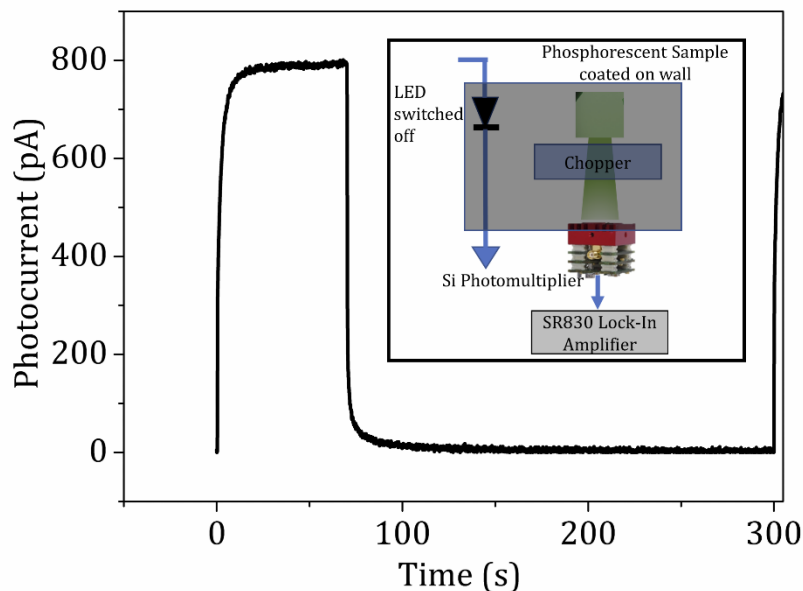 Photocurrent (pA)
800
600
400
200
0
0
100
200
300
Time (s)
Phosphorescent Sample
coated on wall
LED
switched
off
Chopper
Si Photomultiplier
SR830 Lock-In
Amplifier